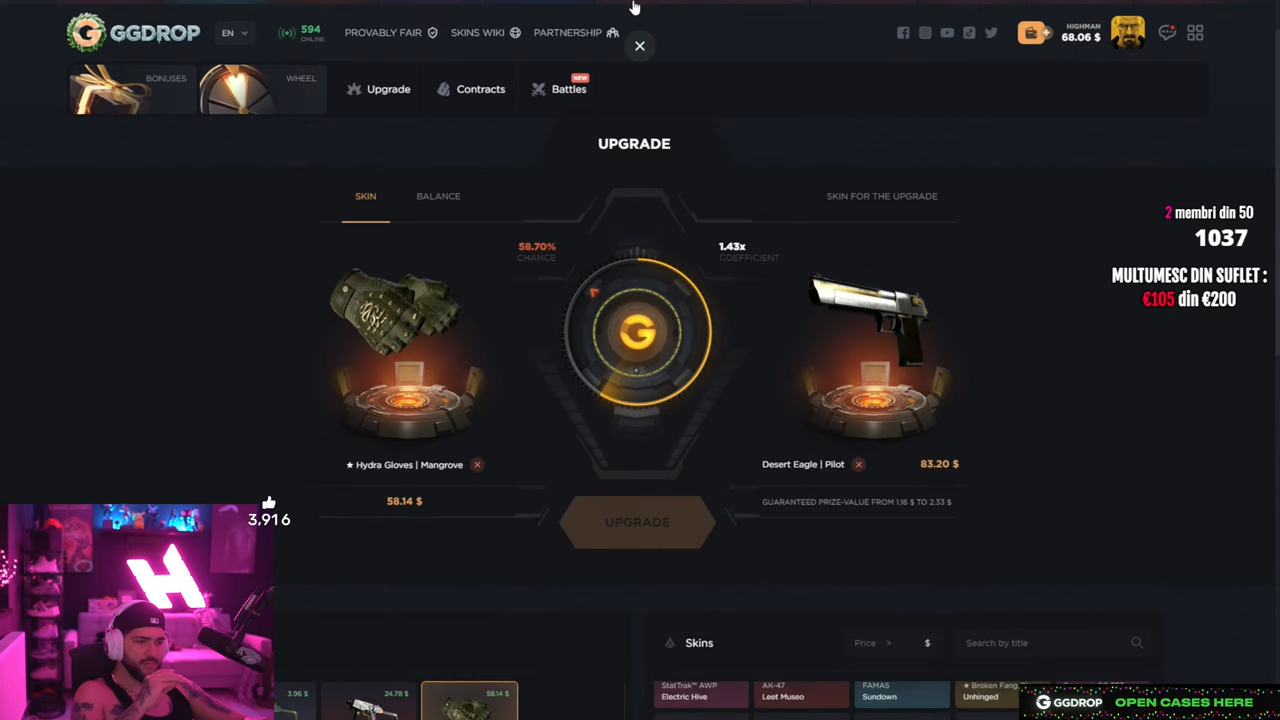 GGDROP
EN
594
ONLINE
PROVABLY FAIR
SKINS WIKI
PARTNERSHIP
HIGHMAN
68.06 $
BONUSES
WHEEL
Upgrade
Contracts
NEW
Battles
UPGRADE
SKIN
BALANCE
SKIN FOR THE UPGRADE
2 membri din 50
1037
MULTUMESC DIN SUFLET :
€105 din €200
58.70%
CHANCE
1.43x
COEFFICIENT
★ Hydra Gloves | Mangrove
58.14 $
Desert Eagle | Pilot
83.20 $
GUARANTEED PRIZE-VALUE FROM 1.16 $ TO 2.33 $
UPGRADE
3,916
Skins
Price >
$
Search by title
3.96 $
24.78 $
58.14 $
StatTrak™ AWP
Electric Hive
AK-47
Leet Museo
FAMAS
Sundown
★ Broken Fang
Unhinged
GGDROP
OPEN CASES HERE